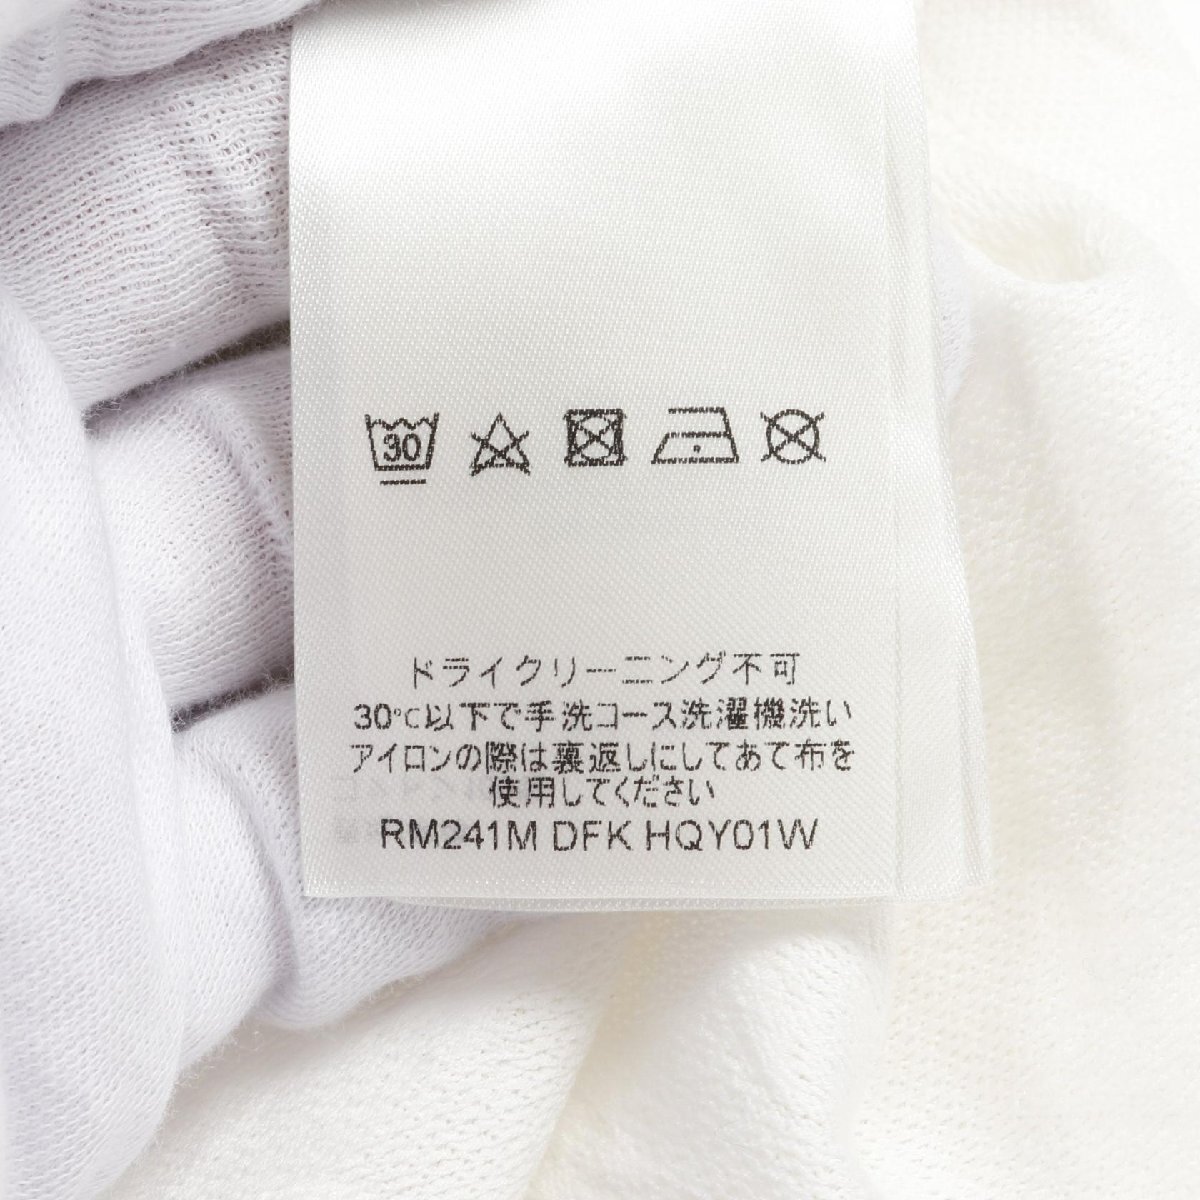 30
ドライクリーニング不可
30℃以下で手洗コース洗濯機洗い
アイロンの際は裏返しにしてあて布を
使用してください
RM241M DFK HQY01W